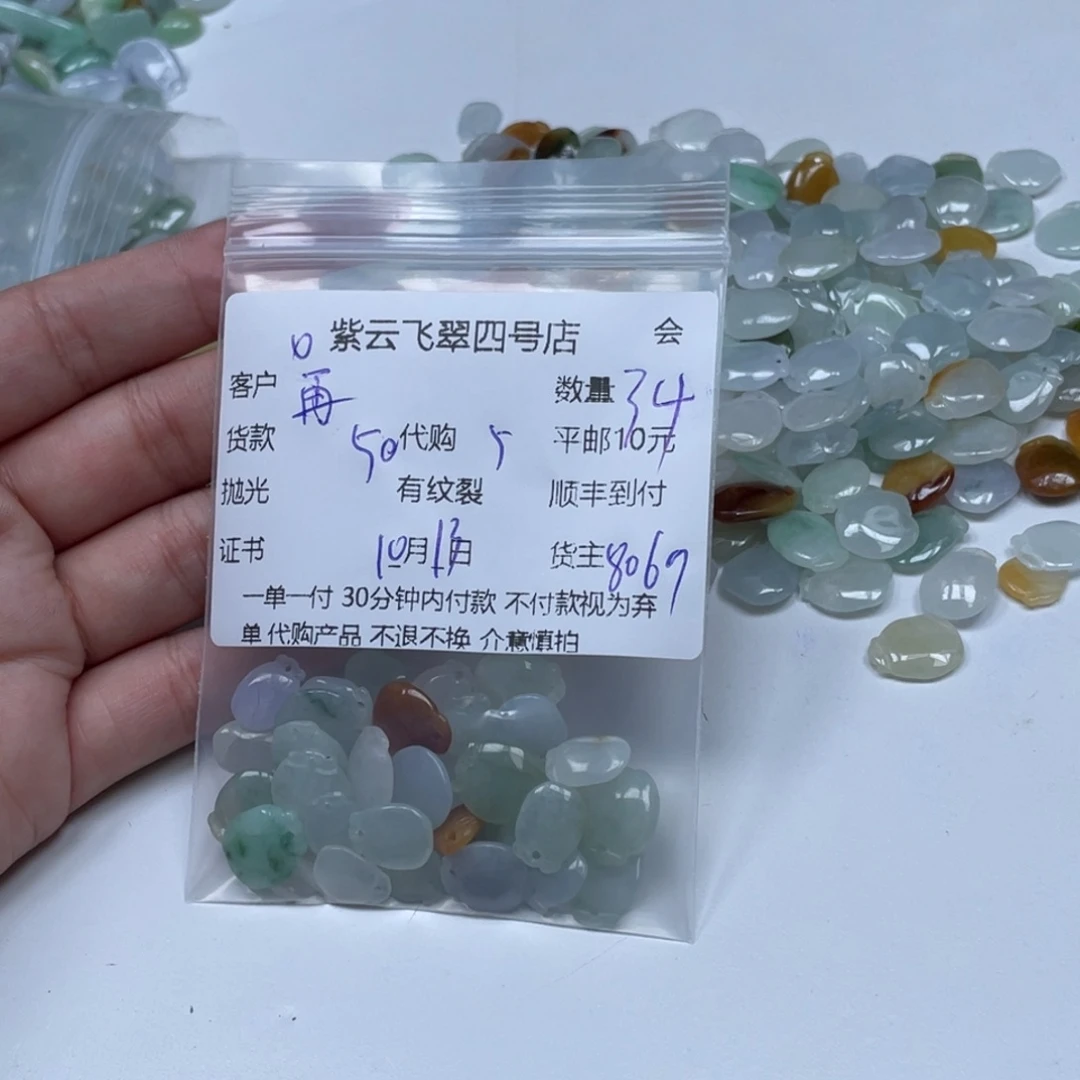 紫云飞翠四号店 会
客户 再 数量 34
货款 50 代购 5 平邮10元
抛光 有纹裂 顺丰到付
证书 10月13日 货主 8069
一单一付 30分钟内付款 不付款视为弃
单 代购产品 不退不换 介意慎拍